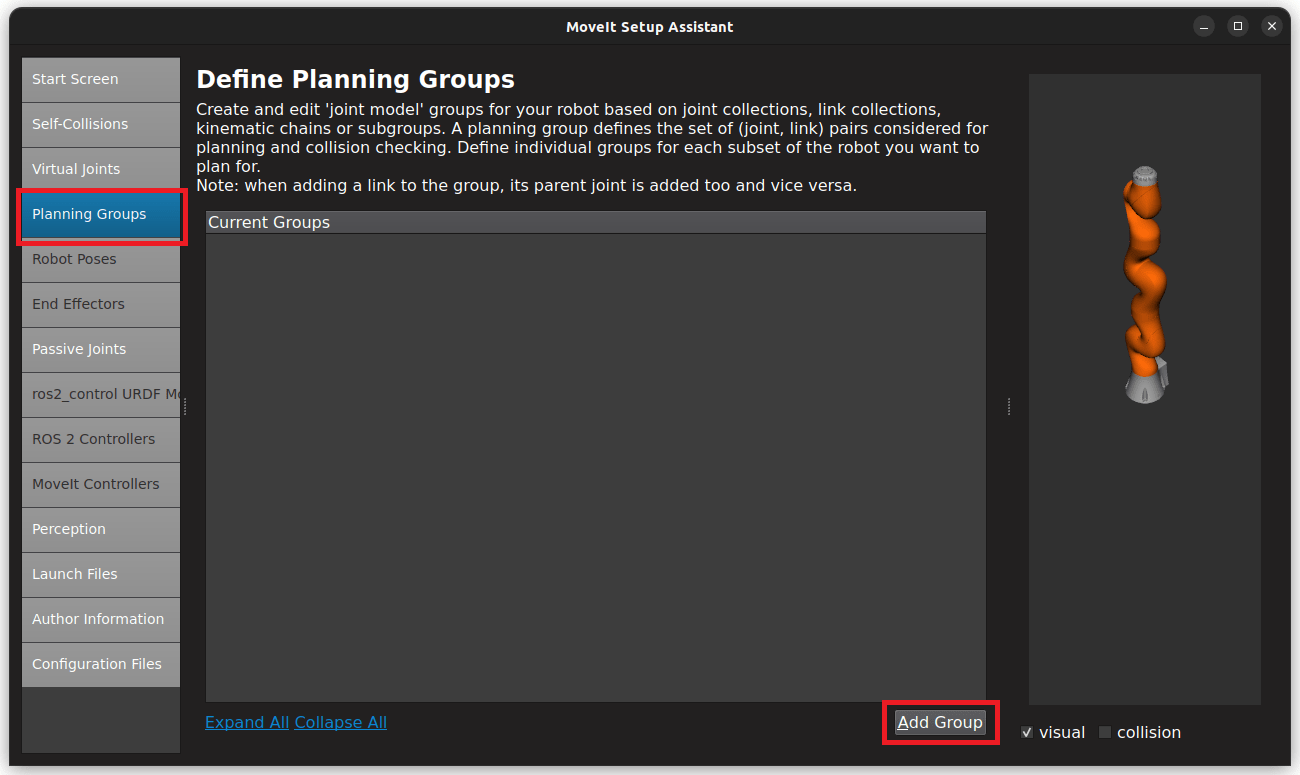 MoveIt Setup Assistant
Start Screen
Self-Collisions
Virtual Joints
Planning Groups
Robot Poses
End Effectors
Passive Joints
ros2_control URDF Mo
ROS 2 Controllers
MoveIt Controllers
Perception
Launch Files
Author Information
Configuration Files
Define Planning Groups
Create and edit 'joint model' groups for your robot based on joint collections, link collections,
kinematic chains or subgroups. A planning group defines the set of (joint, link) pairs considered for
planning and collision checking. Define individual groups for each subset of the robot you want to
plan for.
Note: when adding a link to the group, its parent joint is added too and vice versa.
Current Groups
Expand All Collapse All
Add Group
visual collision